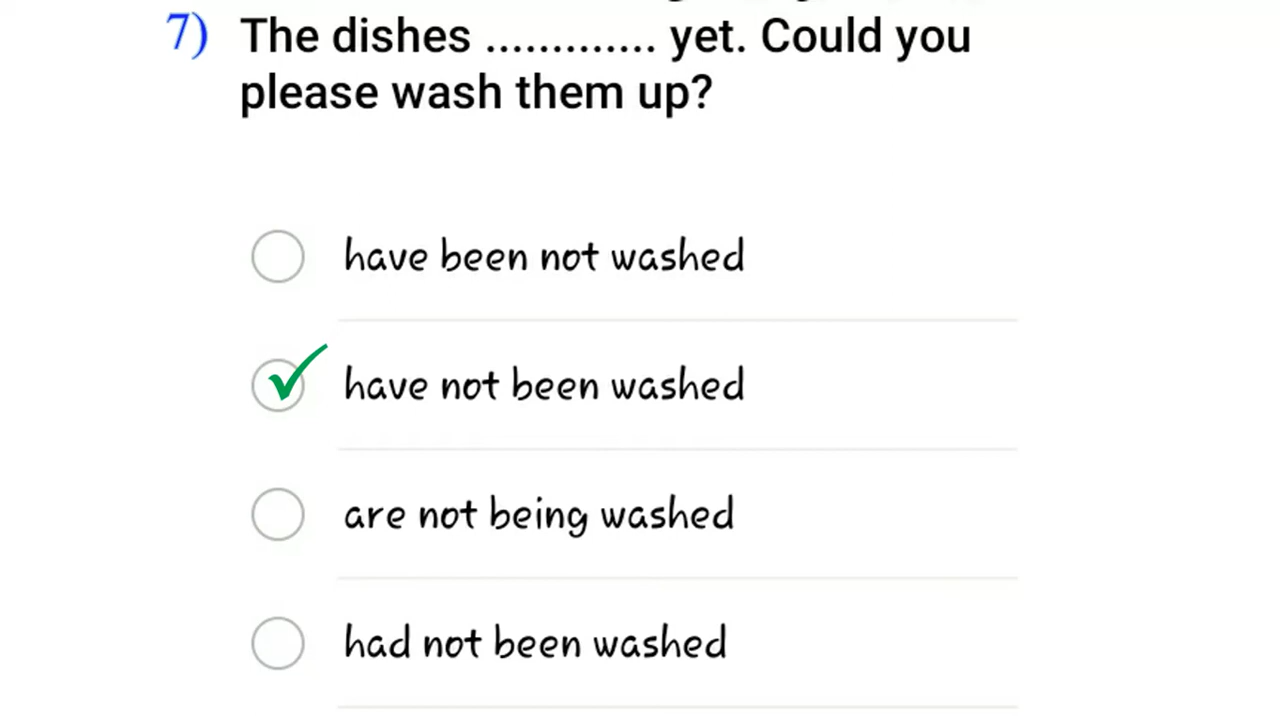 7) The dishes ............. yet. Could you
please wash them up?
have been not washed
have not been washed
are not being washed
had not been washed